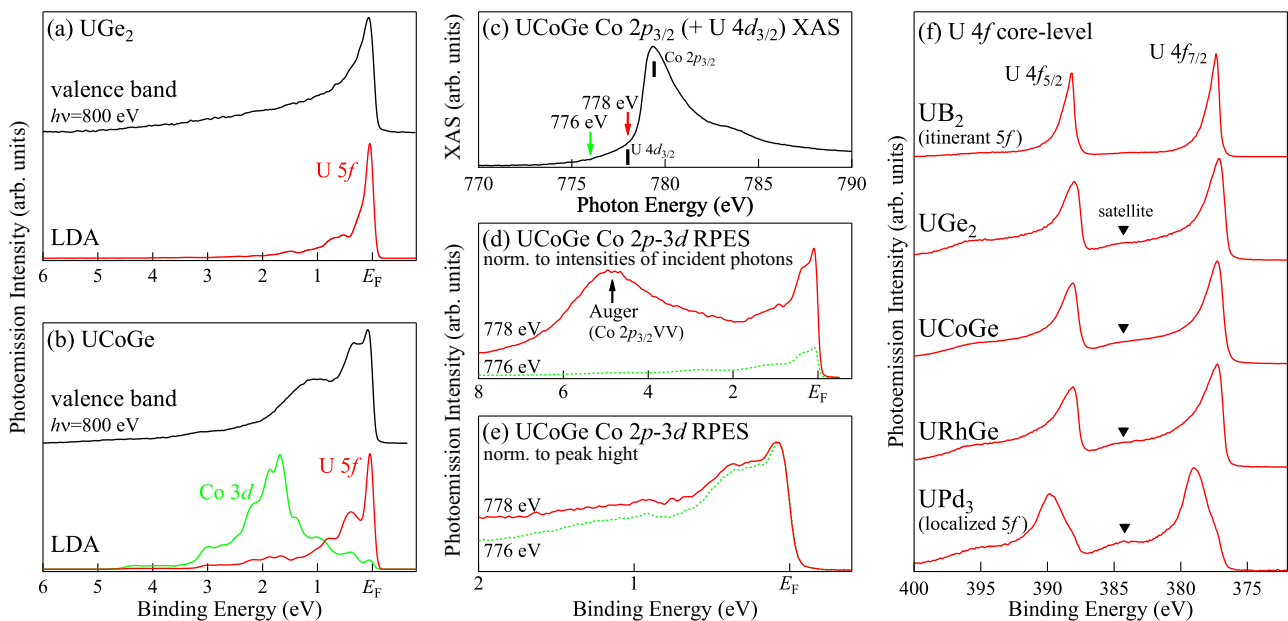 (a) UGe2
valence band
hν=800 eV
U 5f
LDA
6 5 4 3 2 1 EF
(b) UCoGe
valence band
hν=800 eV
Co 3d
U 5f
LDA
6 5 4 3 2 1 EF
Binding Energy (eV)
Photoemission Intensity (arb. units)
(c) UCoGe Co 2p3/2 (+ U 4d3/2) XAS
Co 2p3/2
778 eV
776 eV
U 4d3/2
XAS (arb. units)
770 775 780 785 790
Photon Energy (eV)
(d) UCoGe Co 2p-3d RPES
norm. to intensities of incident photons
Auger
(Co 2p3/2VV)
778 eV
776 eV
8 6 4 2 EF
(e) UCoGe Co 2p-3d RPES
norm. to peak hight
778 eV
776 eV
2 1 EF
Binding Energy (eV)
Photoemission Intensity (arb. units)
(f) U 4f core-level
U 4f7/2
U 4f5/2
UB2
(itinerant 5f)
UGe2
satellite
UCoGe
URhGe
UPd3
(localized 5f)
400 395 390 385 380 375
Binding Energy (eV)
Photoemission Intensity (arb. units)